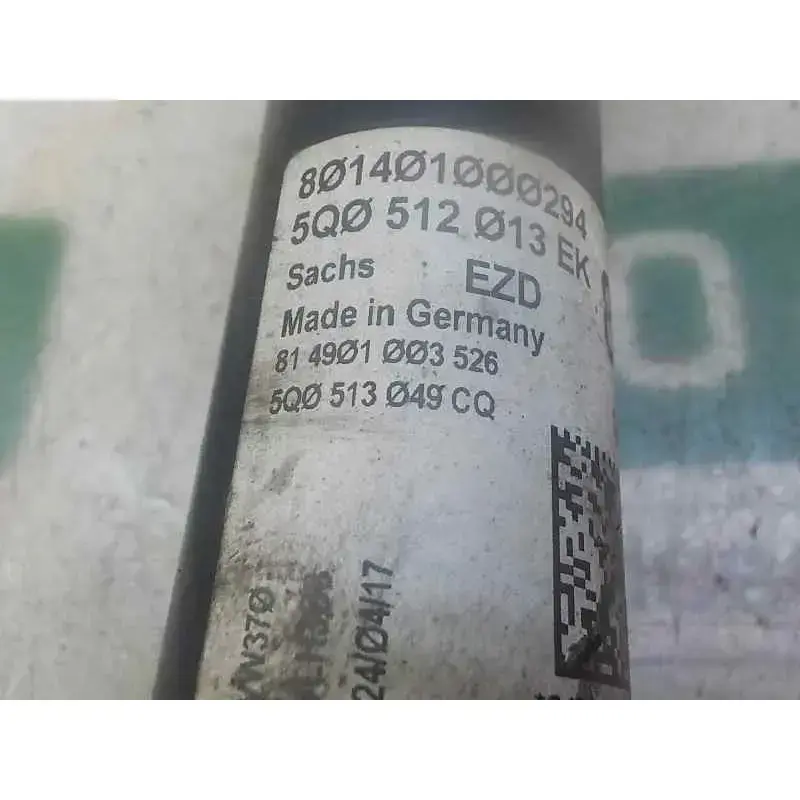 8Ø14Ø1ØØØ294
5QØ 512 Ø13 EK
Sachs EZD
Made in Germany
81 49Ø1 ØØ3 526
5QØ 513 Ø49 CQ
VW37Ø
24/Ø4/17